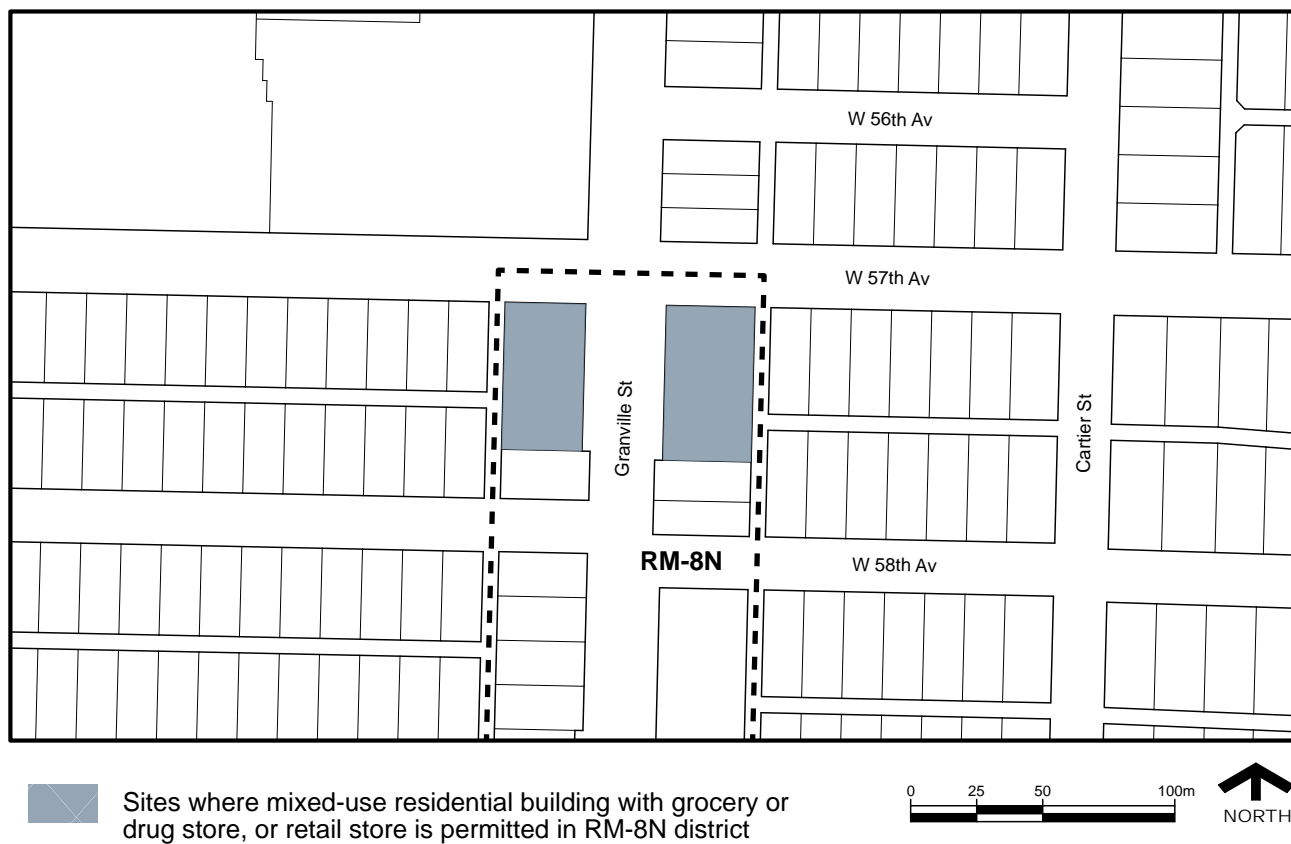 W 56th Av
W 57th Av
Granville St
Cartier St
RM-8N
W 58th Av
Sites where mixed-use residential building with grocery or
drug store, or retail store is permitted in RM-8N district
0 25 50 100m
NORTH